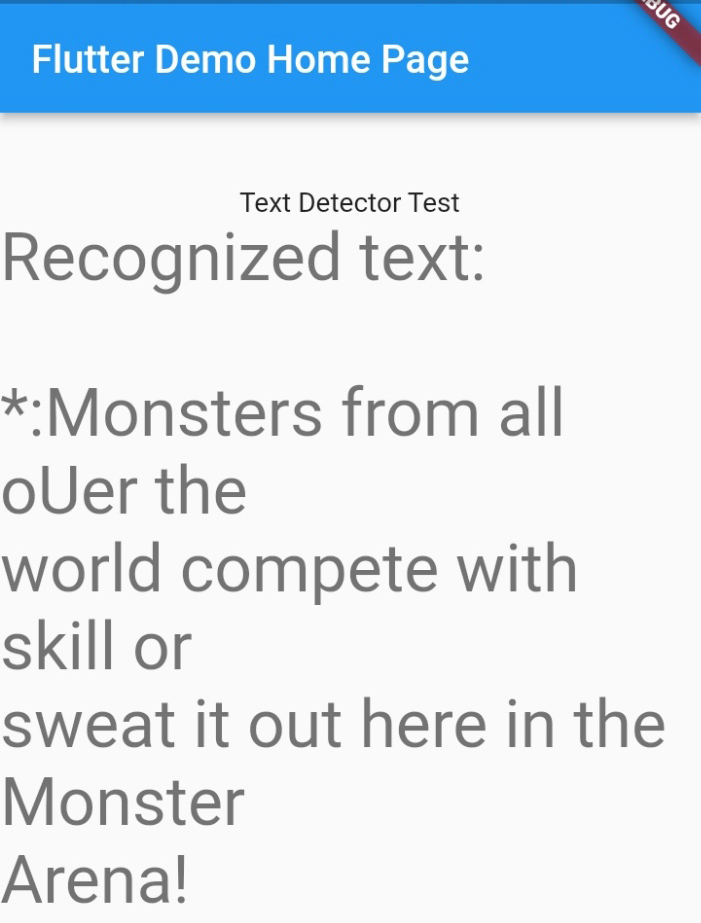 Flutter Demo Home Page
Text Detector Test
Recognized text:
*:Monsters from all
oUer the
world compete with
skill or
sweat it out here in the
Monster
Arena!